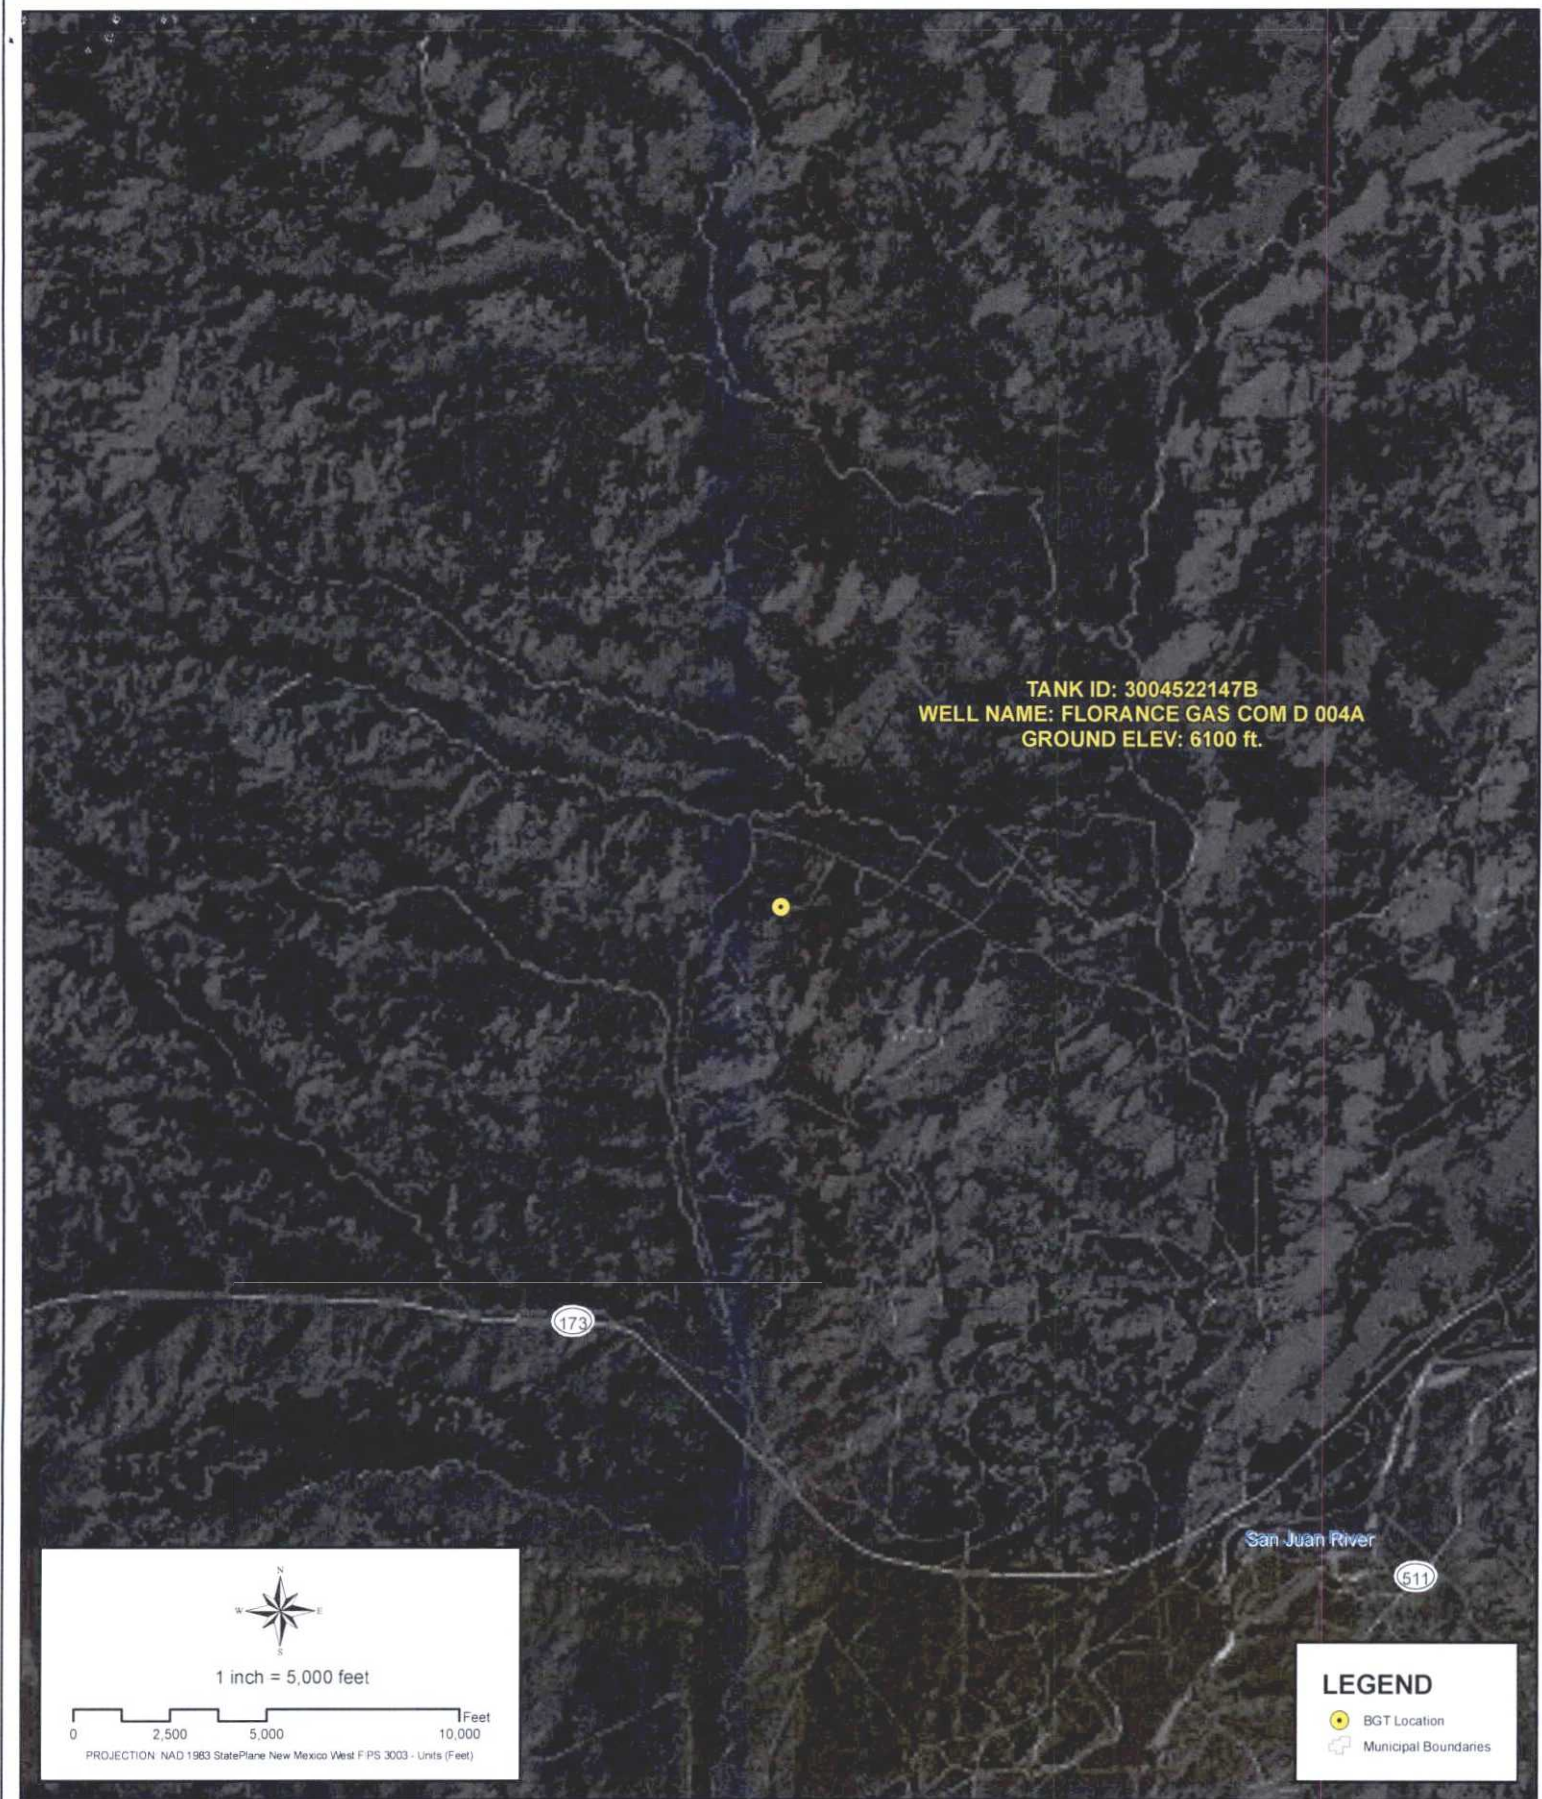 TANK ID: 3004522147B
WELL NAME: FLORANCE GAS COM D 004A
GROUND ELEV: 6100 ft.
173
San Juan River
511
N
W E
S
1 inch = 5,000 feet
Feet
0 2,500 5,000 10,000
PROJECTION: NAD 1983 StatePlane New Mexico West FIPS 3003 - Units (Feet)
LEGEND
BGT Location
Municipal Boundaries